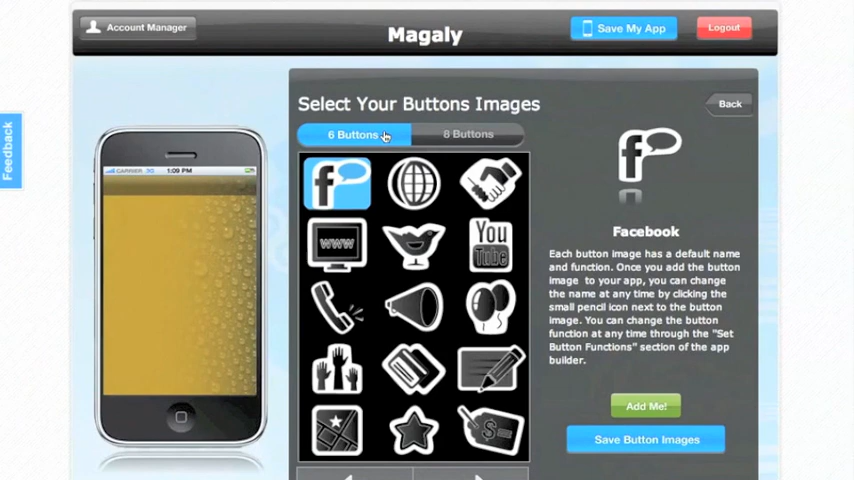 Account Manager
Magaly
Save My App
Logout
Feedback
Select Your Buttons Images
Back
6 Buttons
8 Buttons
CARRIER 3G 1:09 PM
f
f
WWW
You
Tube
$=
Facebook
Each button image has a default name
and function. Once you add the button
image to your app, you can change
the name at any time by clicking the
small pencil icon next to the button
image. You can change the button
function at any time through the "Set
Button Functions" section of the app
builder.
Add Me!
Save Button Images